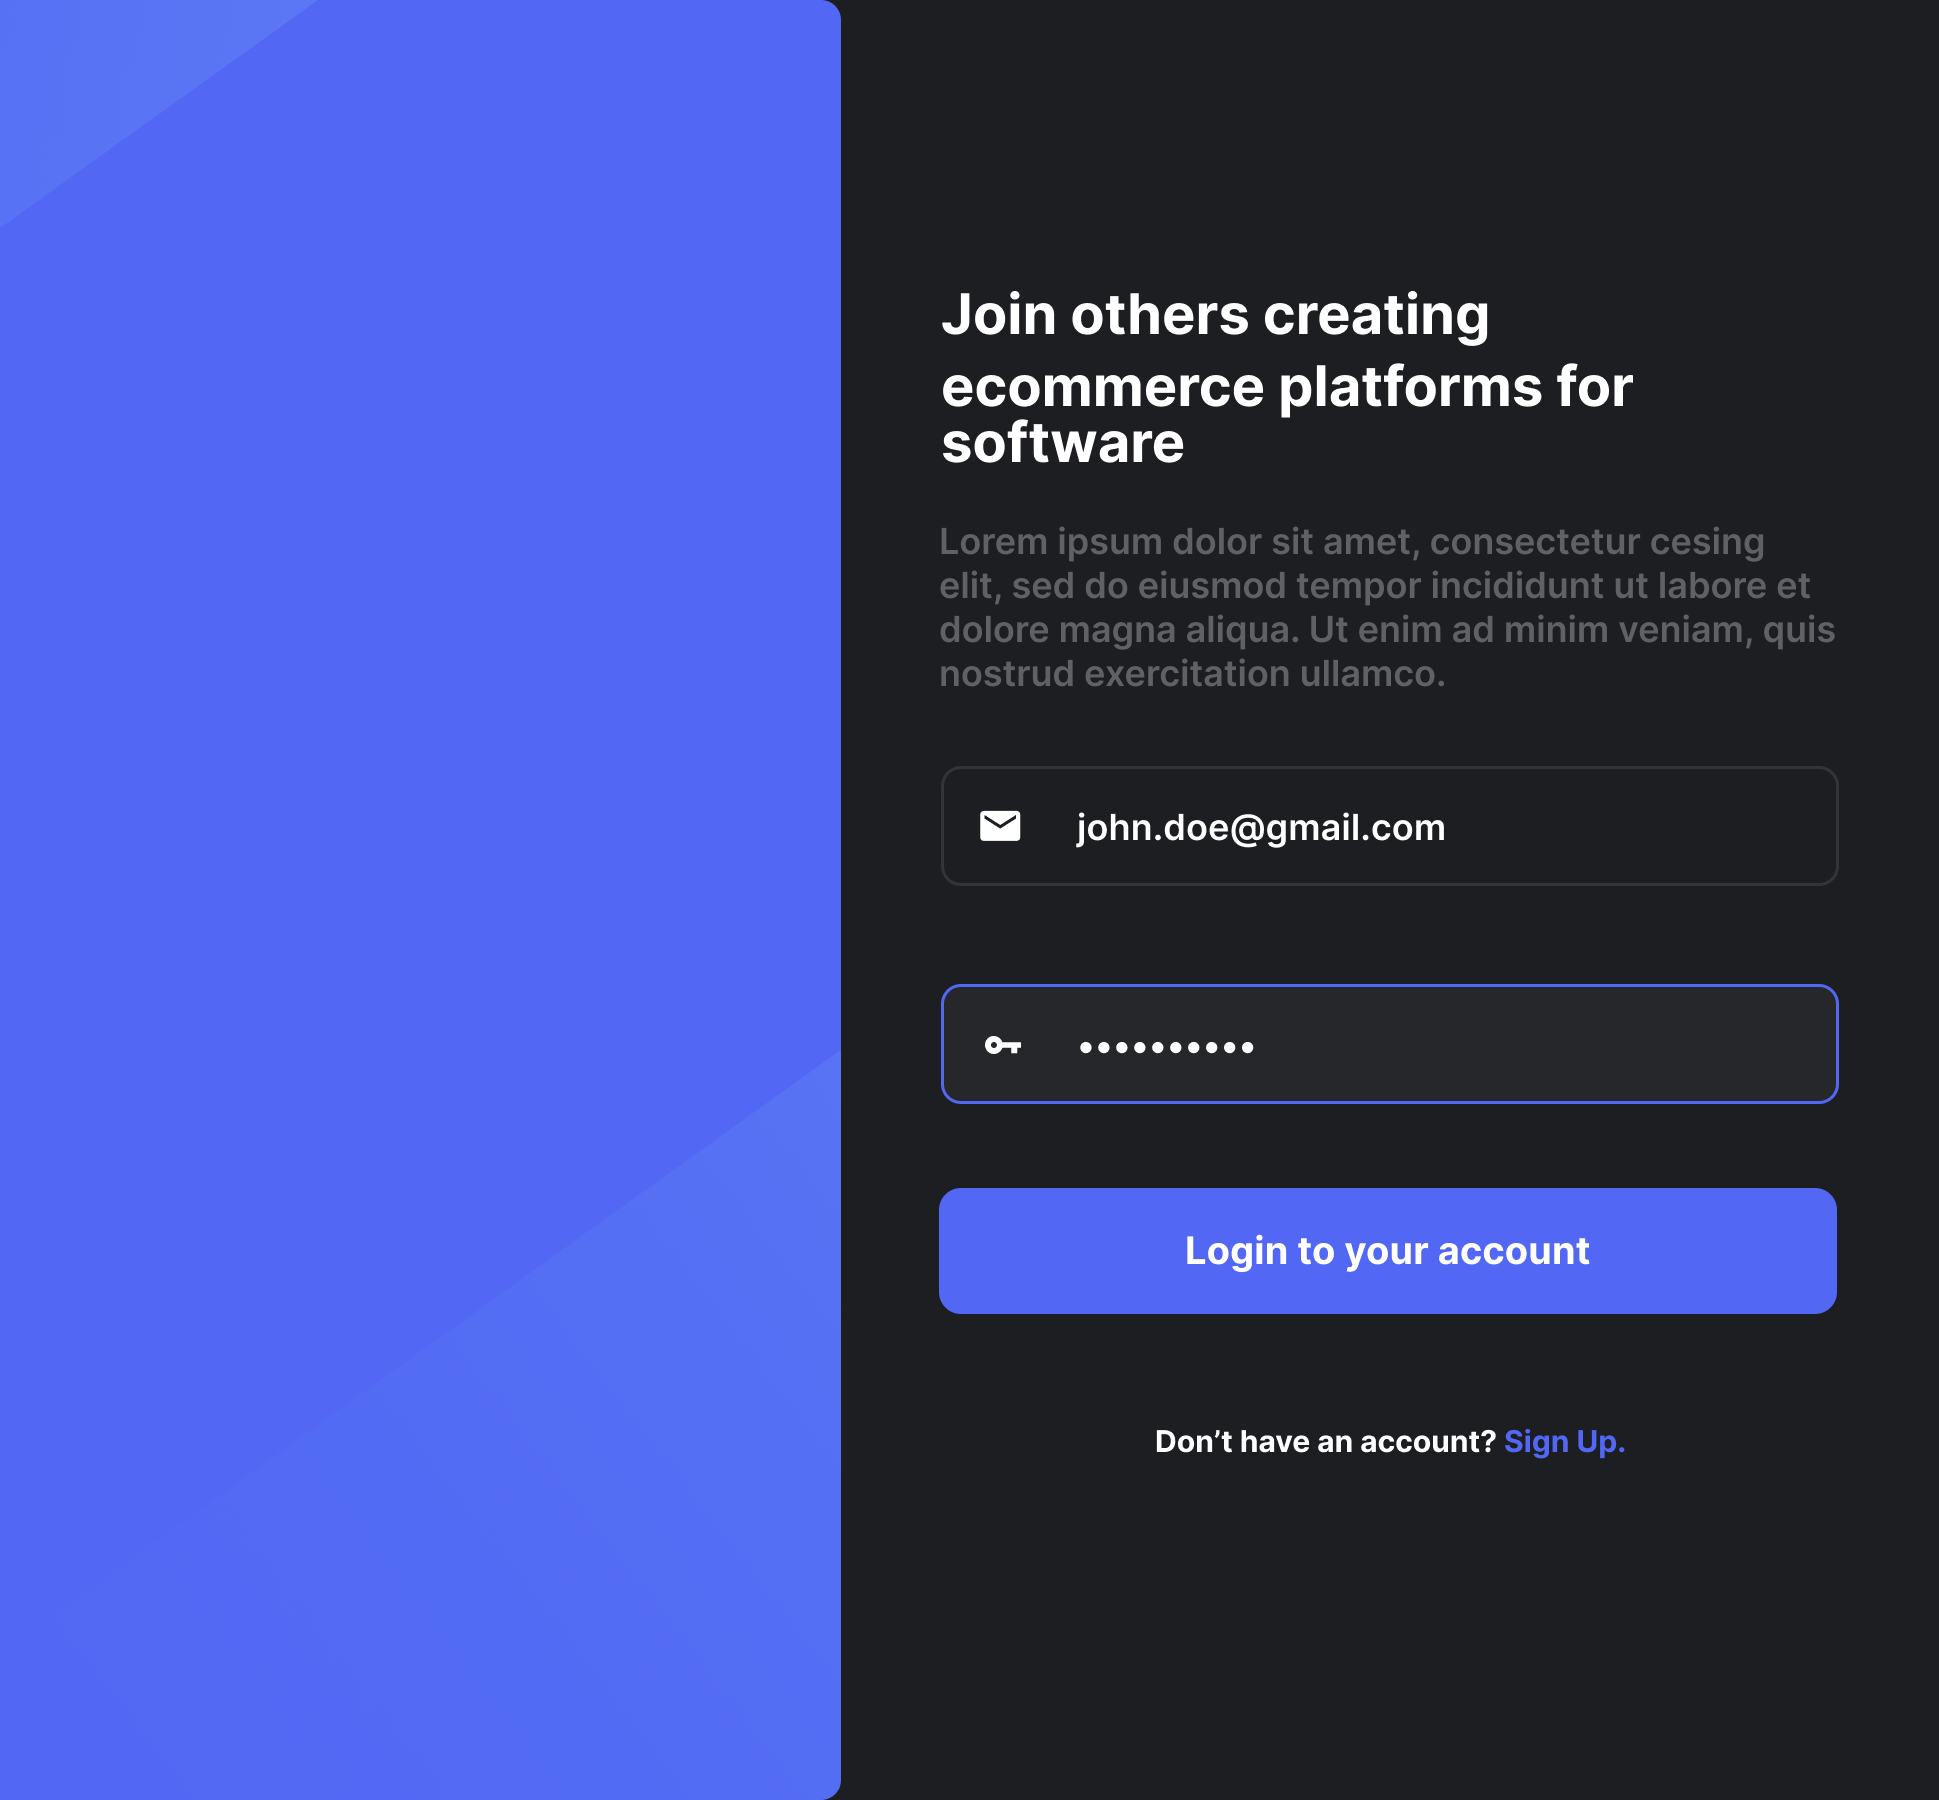 Join others creating
ecommerce platforms for
software
Lorem ipsum dolor sit amet, consectetur cesing
elit, sed do eiusmod tempor incididunt ut labore et
dolore magna aliqua. Ut enim ad minim veniam, quis
nostrud exercitation ullamco.
john.doe@gmail.com
••••••••••
Login to your account
Don’t have an account? Sign Up.